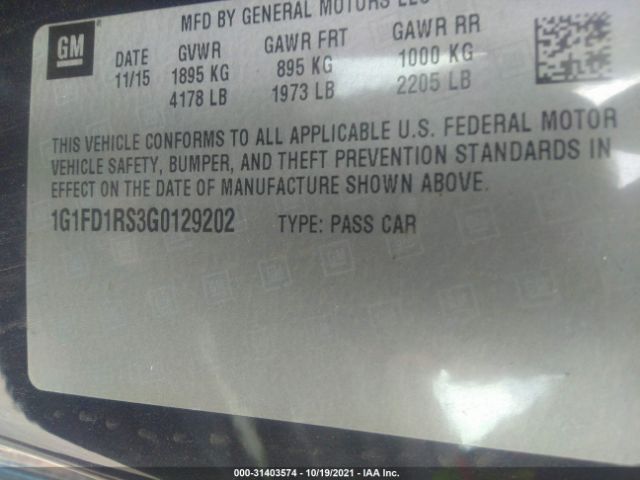 MFD BY GENERAL MOTORS LLC
GM
DATE GVWR GAWR FRT GAWR RR
11/15 1895 KG 895 KG 1000 KG
4178 LB 1973 LB 2205 LB
THIS VEHICLE CONFORMS TO ALL APPLICABLE U.S. FEDERAL MOTOR
VEHICLE SAFETY, BUMPER, AND THEFT PREVENTION STANDARDS IN
EFFECT ON THE DATE OF MANUFACTURE SHOWN ABOVE.
1G1FD1RS3G0129202 TYPE: PASS CAR
000-31403574 - 10/19/2021 - IAA Inc.